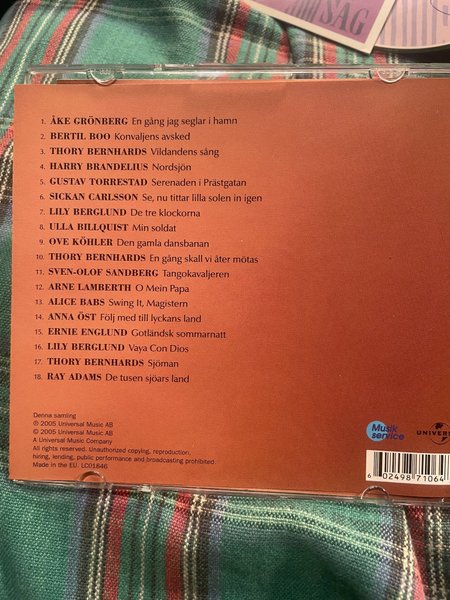 SÅG
1. ÅKE GRÖNBERG En gång jag seglar i hamn
2. BERTIL BOO Konvaljens avsked
3. THORY BERNHARDS Vildandens sång
4. HARRY BRANDELIUS Nordsjön
5. GUSTAV TORRESTAD Serenaden i Prästgatan
6. SICKAN CARLSSON Se, nu tittar lilla solen in igen
7. LILY BERGLUND De tre klockorna
8. ULLA BILLQUIST Min soldat
9. OVE KÖHLER Den gamla dansbanan
10. THORY BERNHARDS En gång skall vi åter mötas
11. SVEN-OLOF SANDBERG Tangokavaljeren
12. ARNE LAMBERTH O Mein Papa
13. ALICE BABS Swing It, Magistern
14. ANNA ÖST Följ med till lyckans land
15. ERNIE ENGLUND Gotländsk sommarnatt
16. LILY BERGLUND Vaya Con Dios
17. THORY BERNHARDS Sjöman
18. RAY ADAMS De tusen sjöars land
Denna samling
℗ 2005 Universal Music AB
© 2005 Universal Music AB
A Universal Music Company
All rights reserved. Unauthorized copying, reproduction,
hiring, lending, public performance and broadcasting prohibited.
Made in the EU. LC01846
Musik
service
UNIVERS
6 02498 71064